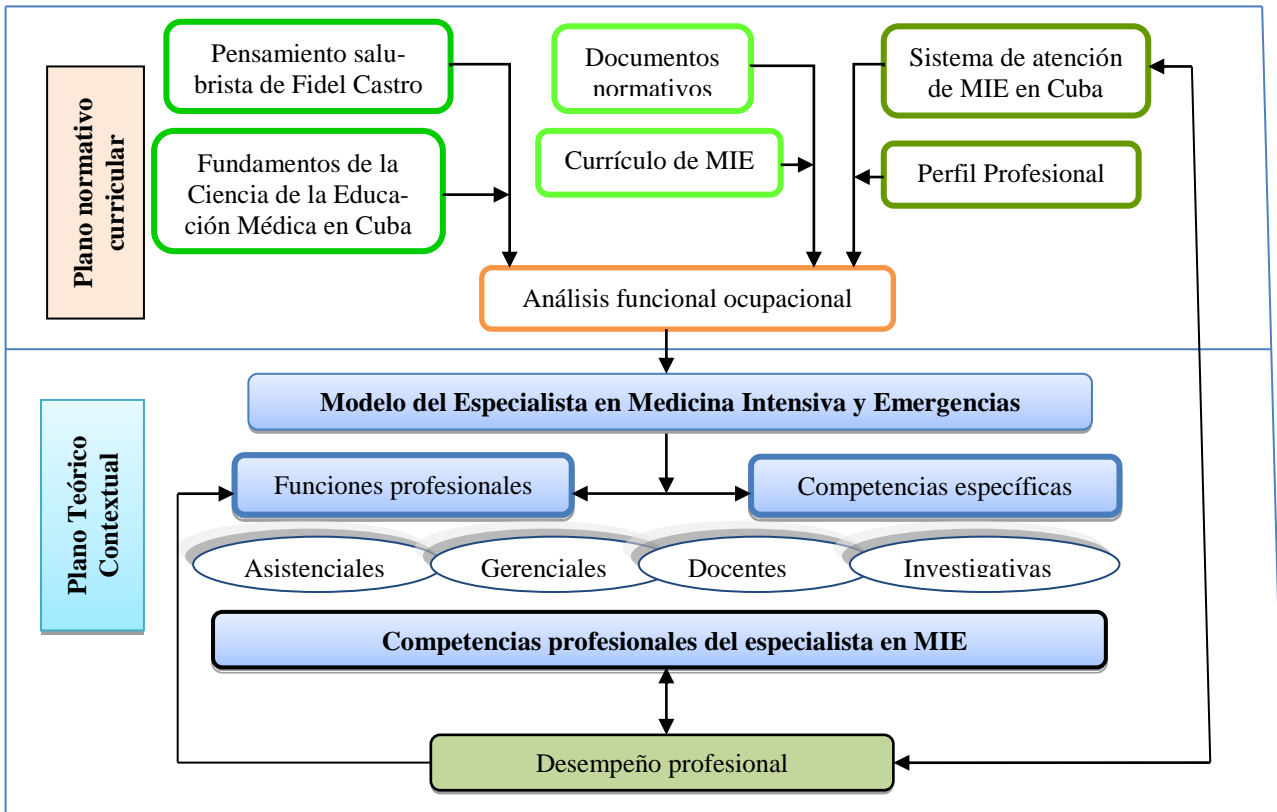 Plano normativo
curricular
Pensamiento salu-
brista de Fidel Castro
Fundamentos de la
Ciencia de la Educa-
ción Médica en Cuba
Documentos
normativos
Currículo de MIE
Sistema de atención
de MIE en Cuba
Perfil Profesional
Análisis funcional ocupacional
Plano Teórico
Contextual
Modelo del Especialista en Medicina Intensiva y Emergencias
Funciones profesionales
Competencias específicas
Asistenciales
Gerenciales
Docentes
Investigativas
Competencias profesionales del especialista en MIE
Desempeño profesional